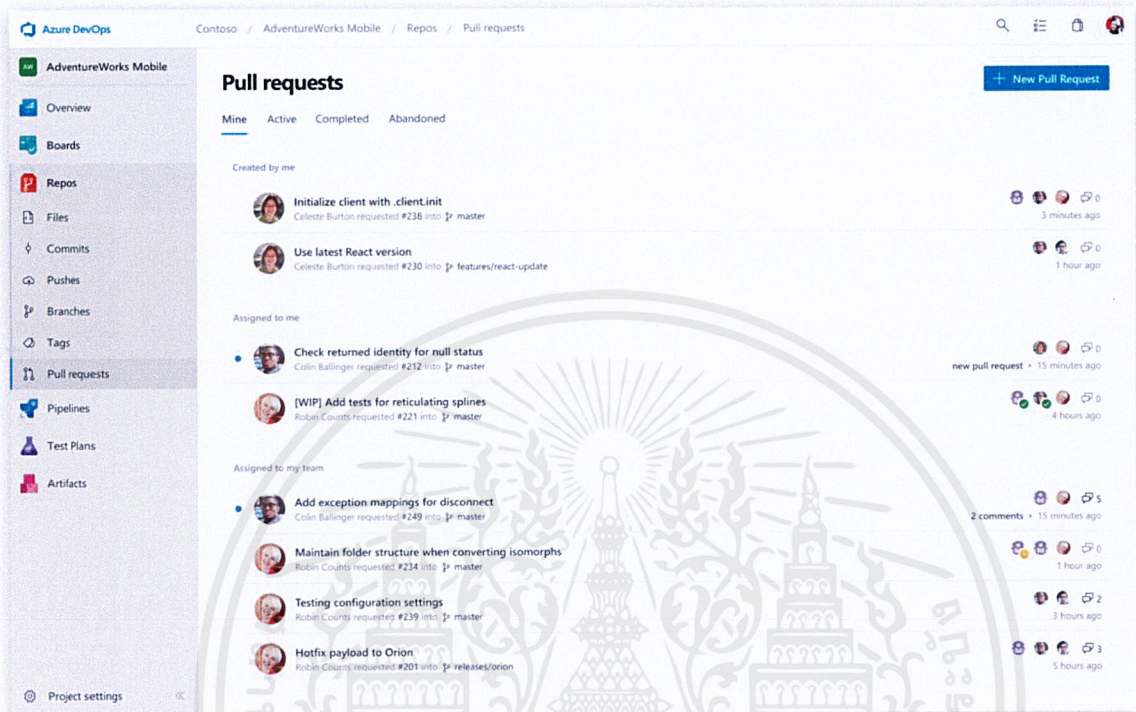 Azure DevOps
Contoso / AdventureWorks Mobile / Repos / Pull requests
AW AdventureWorks Mobile
Overview
Boards
Repos
Files
Commits
Pushes
Branches
Tags
Pull requests
Pipelines
Test Plans
Artifacts
Project settings
Pull requests
New Pull Request
Mine Active Completed Abandoned
Created by me
Initialize client with .client.init
Celeste Burton requested #238 into master
0
3 minutes ago
Use latest React version
Celeste Burton requested #230 into features/react-update
0
1 hour ago
Assigned to me
Check returned identity for null status
Colin Ballinger requested #212 into master
0
new pull request • 15 minutes ago
[WIP] Add tests for reticulating splines
Robin Counts requested #221 into master
0
4 hours ago
Assigned to my team
Add exception mappings for disconnect
Colin Ballinger requested #249 into master
5
2 comments • 15 minutes ago
Maintain folder structure when converting isomorphs
Robin Counts requested #234 into master
0
1 hour ago
Testing configuration settings
Robin Counts requested #239 into master
2
3 hours ago
Hotfix payload to Orion
Robin Counts requested #201 into releases/orion
3
5 hours ago